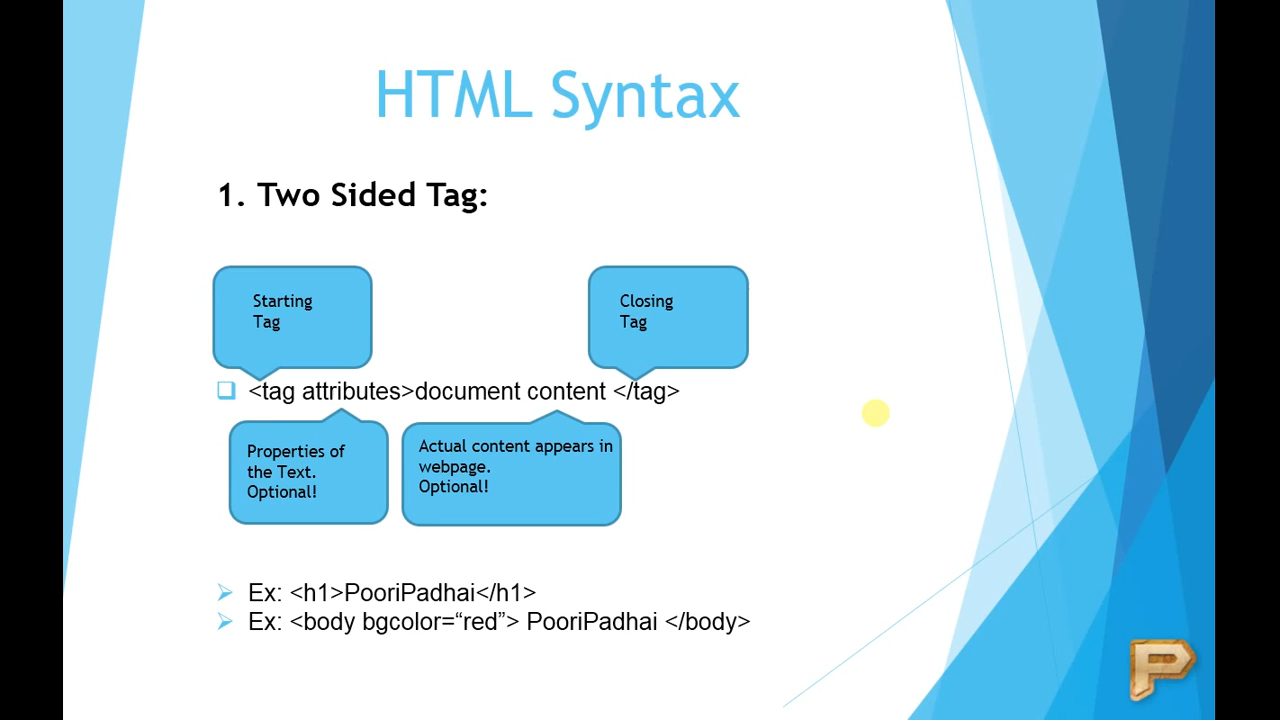 HTML Syntax
1. Two Sided Tag:
Starting
Tag
Closing
Tag
<tag attributes>document content </tag>
Properties of
the Text.
Optional!
Actual content appears in
webpage.
Optional!
Ex: <h1>PooriPadhai</h1>
Ex: <body bgcolor=“red”> PooriPadhai </body>
P